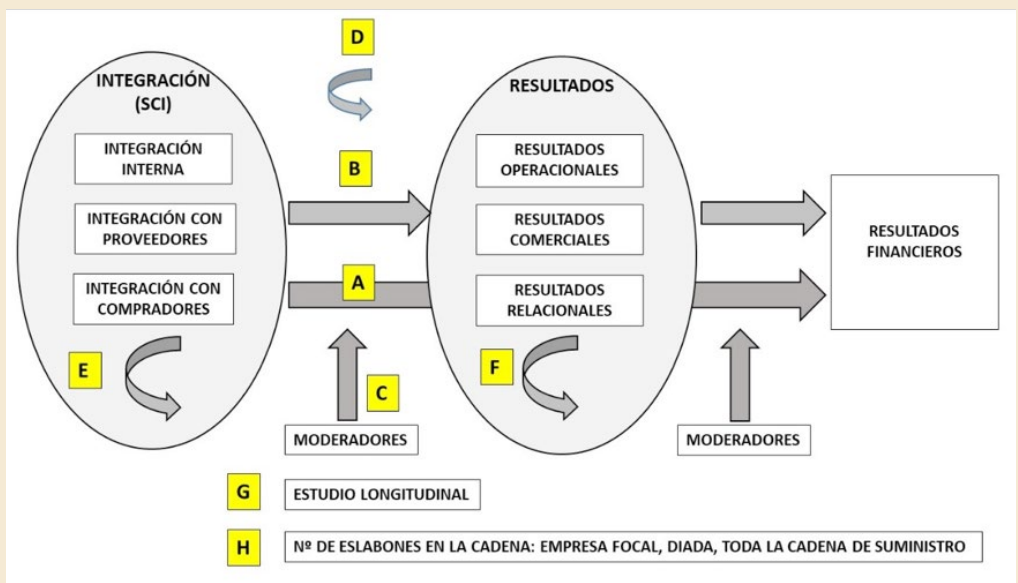 D
INTEGRACIÓN
(SCI)
RESULTADOS
INTEGRACIÓN
INTERNA
B
RESULTADOS
OPERACIONALES
INTEGRACIÓN CON
PROVEEDORES
RESULTADOS
COMERCIALES
RESULTADOS
FINANCIEROS
INTEGRACIÓN CON
COMPRADORES
A
RESULTADOS
RELACIONALES
E
F
C
MODERADORES
MODERADORES
G
ESTUDIO LONGITUDINAL
H
Nº DE ESLABONES EN LA CADENA: EMPRESA FOCAL, DIADA, TODA LA CADENA DE SUMINISTRO